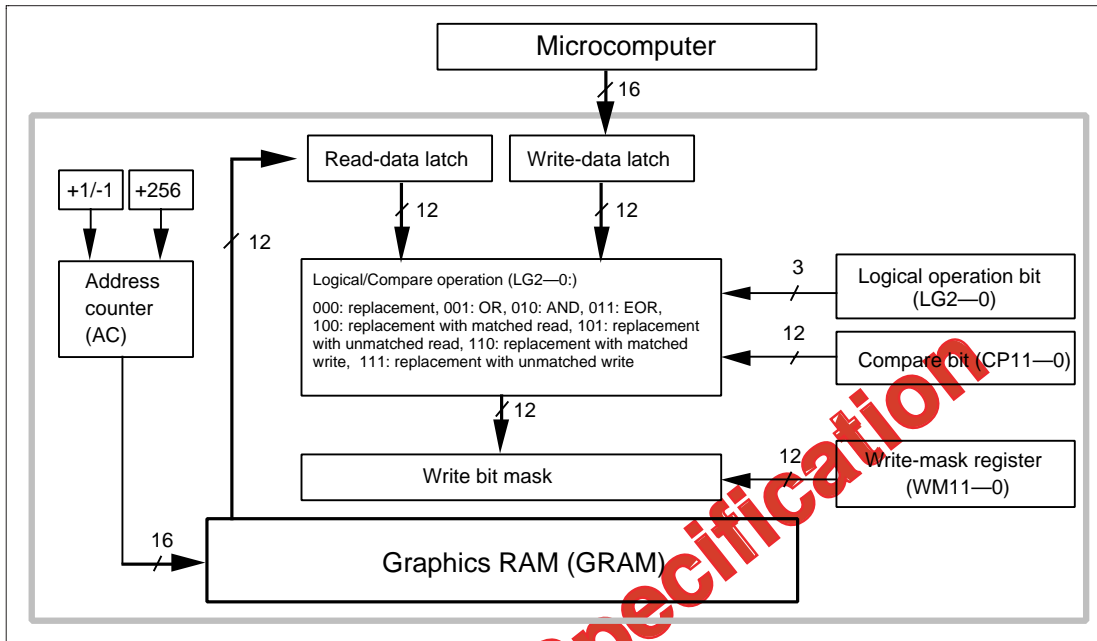 Microcomputer
16
Read-data latch
Write-data latch
+1/-1
+256
12
12
12
Address
counter
(AC)
Logical/Compare operation (LG2—0:)
000: replacement, 001: OR, 010: AND, 011: EOR,
100: replacement with matched read, 101: replacement
with unmatched read, 110: replacement with matched
write, 111: replacement with unmatched write
3
Logical operation bit
(LG2—0)
12
Compare bit (CP11—0)
12
Write bit mask
12
Write-mask register
(WM11—0)
16
Graphics RAM (GRAM)
Specification